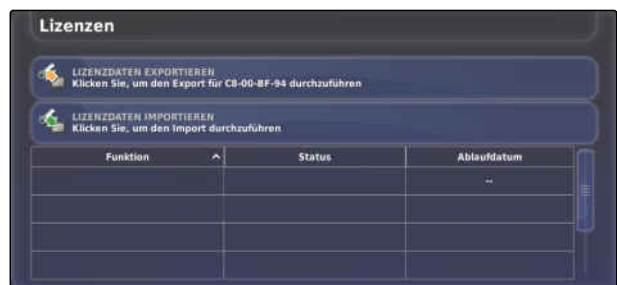 Lizenzen
LIZENZDATEN EXPORTIEREN
Klicken Sie, um den Export für C8-00-BF-94 durchzuführen
LIZENZDATEN IMPORTIEREN
Klicken Sie, um den Import durchzuführen
Funktion Status Ablaufdatum
--